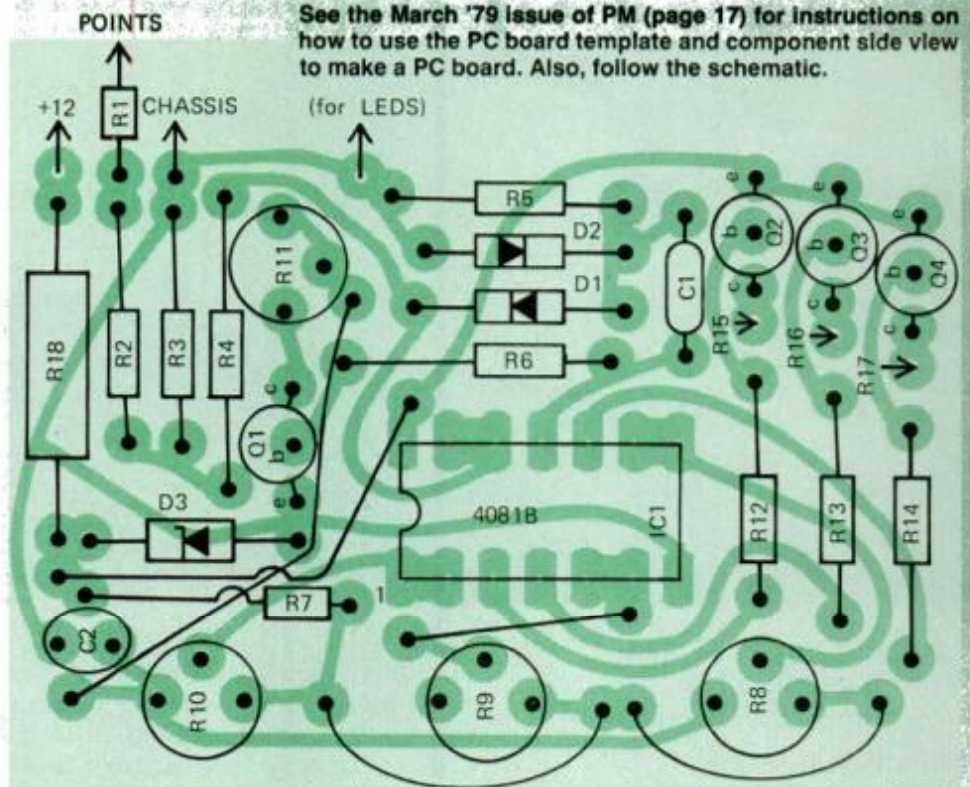 See the March '79 issue of PM (page 17) for instructions on
how to use the PC board template and component side view
to make a PC board. Also, follow the schematic.
POINTS
+12
R1
CHASSIS
(for LEDS)
R5
D2
D1
R6
C1
e
b
c
Q2
e
b
c
Q3
e
b
c
Q4
R15
R16
R17
R11
R18
R2
R3
R4
c
b
e
Q1
D3
4081B
IC1
R12
R13
R14
R7
1
C2
R10
R9
R8